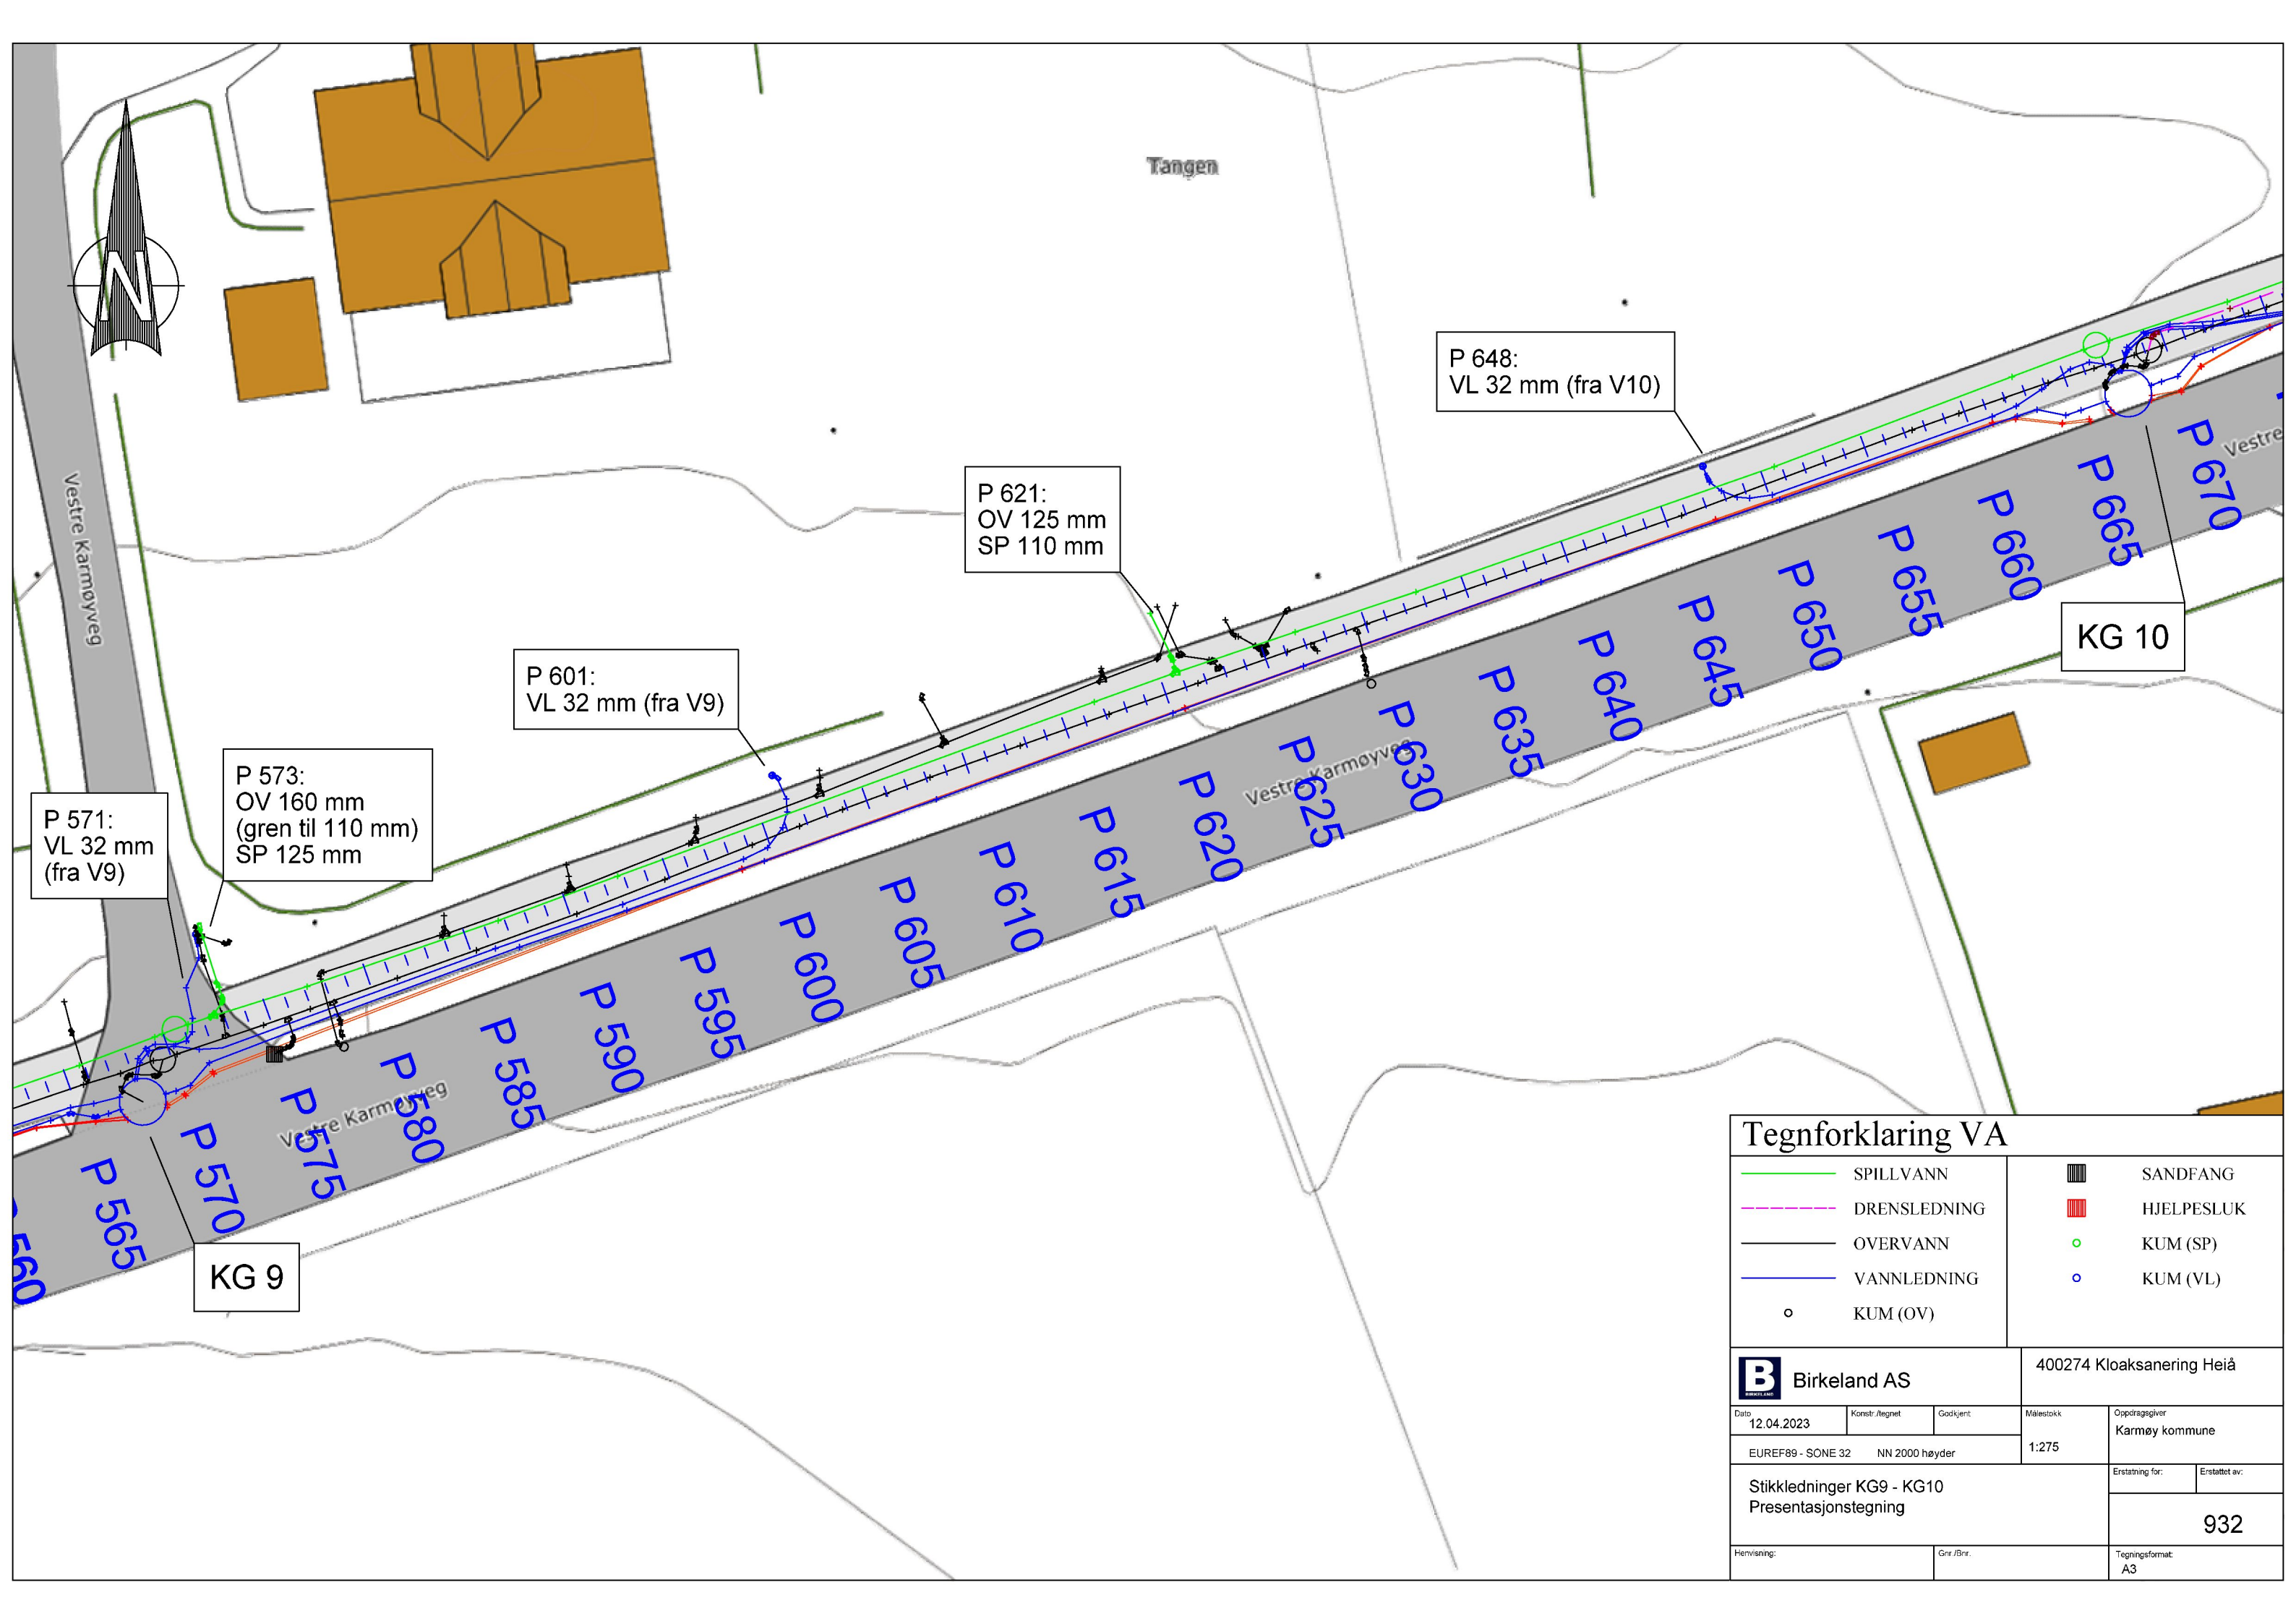 N
Tangen
P 648:
VL 32 mm (fra V10)
P 621:
OV 125 mm
SP 110 mm
P 601:
VL 32 mm (fra V9)
P 573:
OV 160 mm
(gren til 110 mm)
SP 125 mm
P 571:
VL 32 mm
(fra V9)
Vestre Karmøyveg
Vestre
KG 10
KG 9
Vestre Karmøyveg
Vestre Karmøyveg
560
P 565
P 570
P 575
P 580
P 585
P 590
P 595
P 600
P 605
P 610
P 615
P 620
P 625
P 630
P 635
P 640
P 645
P 650
P 655
P 660
P 665
P 670
Tegnforklaring VA
SPILLVANN
DRENSLEDNING
OVERVANN
VANNLEDNING
KUM (OV)
SANDFANG
HJELPESLUK
KUM (SP)
KUM (VL)
B
BIRKELAND
Birkeland AS
400274 Kloaksanering Heiå
Dato
12.04.2023
Konstr./tegnet
Godkjent
Målestokk
1:275
Oppdragsgiver
Karmøy kommune
EUREF89 - SONE 32 NN 2000 høyder
Stikkledninger KG9 - KG10
Presentasjonstegning
Erstatning for:
Erstattet av:
932
Henvisning:
Gnr./Bnr.
Tegningsformat:
A3